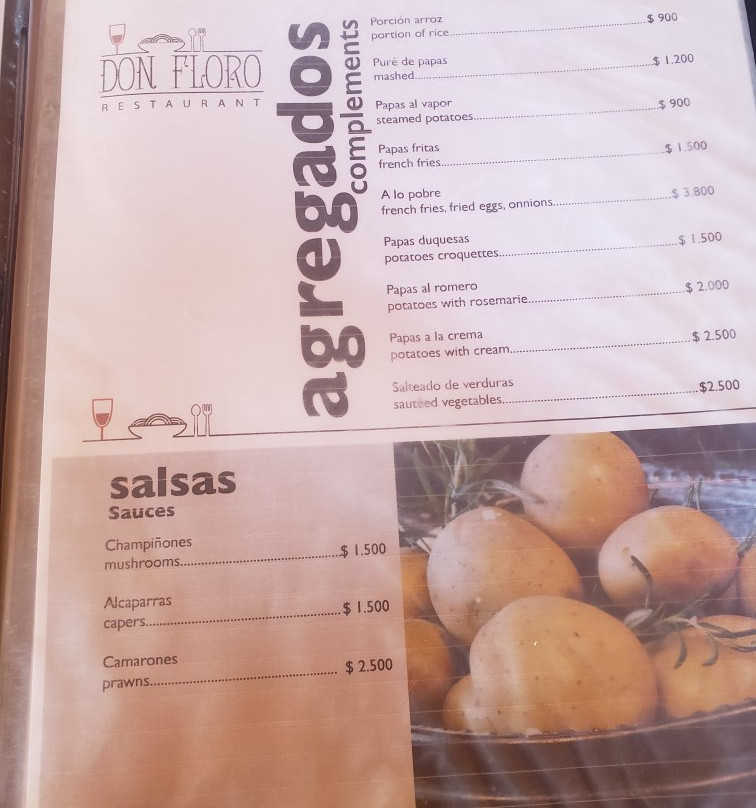 DON FLORO
RESTAURANT
agregados
complements
Porción arroz
portion of rice........................$ 900
Puré de papas
mashed........................$ 1.200
Papas al vapor
steamed potatoes........................$ 900
Papas fritas
french fries........................$ 1.500
A lo pobre
french fries, fried eggs, onnions........................$ 3.800
Papas duquesas
potatoes croquettes........................$ 1.500
Papas al romero
potatoes with rosemarie........................$ 2.000
Papas a la crema
potatoes with cream........................$ 2.500
Salteado de verduras
sautéed vegetables........................$2.500
salsas
Sauces
Champiñones
mushrooms........................$ 1.500
Alcaparras
capers........................$ 1.500
Camarones
prawns........................ $ 2.500